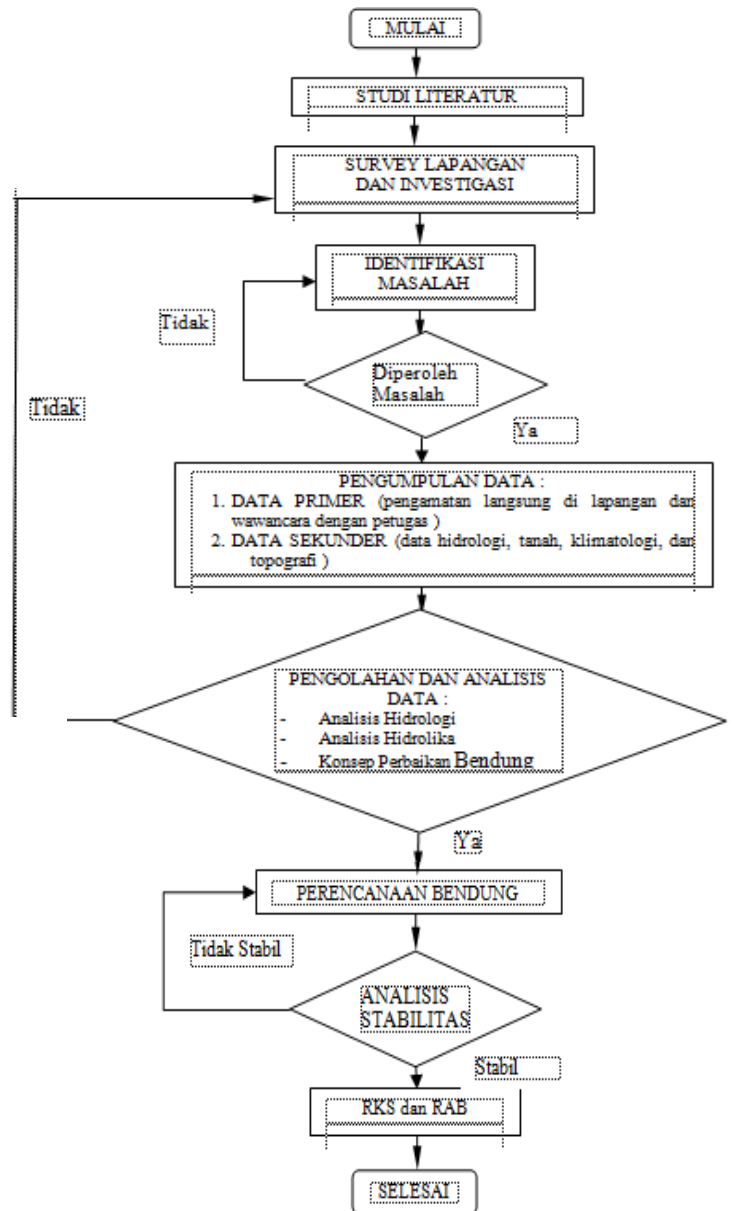 MULAI
STUDI LITERATUR
SURVEY LAPANGAN
DAN INVESTIGASI
IDENTIFIKASI
MASALAH
Tidak
Diperoleh
Masalah
Tidak
Ya
PENGUMPULAN DATA :
1. DATA PRIMER (pengamatan langsung di lapangan dan
wawancara dengan petugas )
2. DATA SEKUNDER (data hidrologi, tanah, klimatologi, dan
topografi )
PENGOLAHAN DAN ANALISIS
DATA :
- Analisis Hidrologi
- Analisis Hidrolika
- Konsep Perbaikan Bendung
Ya
PERENCANAAN BENDUNG
Tidak Stabil
ANALISIS
STABILITAS
Stabil
RKS dan RAB
SELESAI